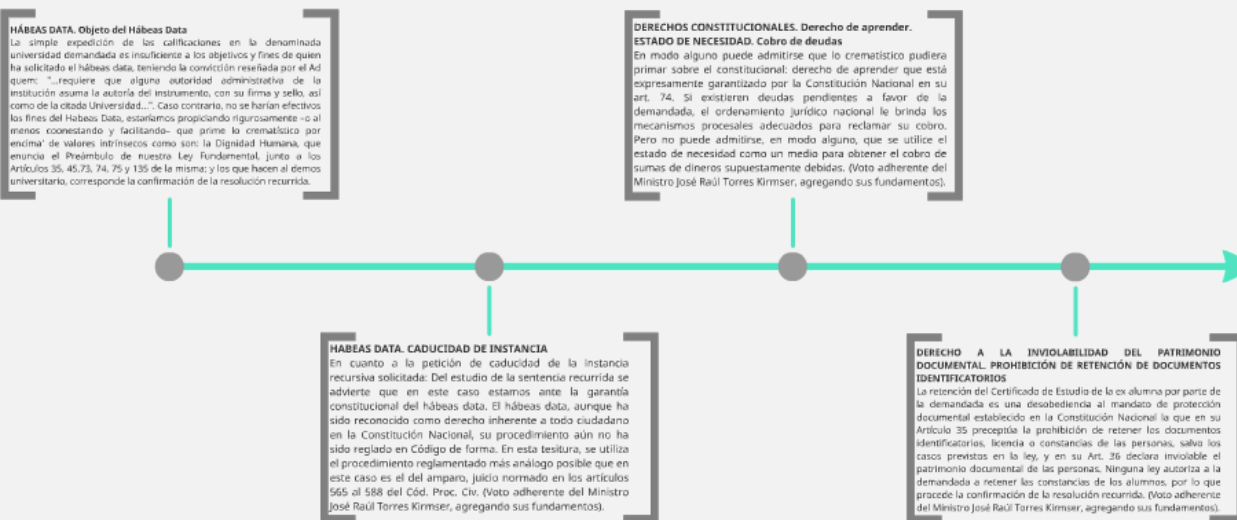 HÁBEAS DATA. Objeto del Hábeas Data
La simple expedición de las calificaciones en la denominada
universidad demandada es insuficiente a los objetivos y fines de quien
ha solicitado el hábeas data, teniendo la convicción reseñada por el Ad
quem: "...requiere que alguna autoridad administrativa de la
institución asuma la autoría del instrumento, con su firma y sello, así
como de la citada Universidad...". Caso contrario, no se harían efectivos
los fines del Habeas Data, estaríamos propiciando rigurosamente –o al
menos coonestando y facilitando– que prime lo crematístico por
encima' de valores intrínsecos como son: la Dignidad Humana, que
enuncia el Preámbulo de nuestra Ley Fundamental, junto a los
Artículos 35, 45,73, 74, 75 y 135 de la misma; y los que hacen al demos
universitario, corresponde la confirmación de la resolución recurrida.
HABEAS DATA. CADUCIDAD DE INSTANCIA
En cuanto a la petición de caducidad de la instancia
recursiva solicitada: Del estudio de la sentencia recurrida se
advierte que en este caso estamos ante la garantía
constitucional del hábeas data. El hábeas data, aunque ha
sido reconocido como derecho inherente a todo ciudadano
en la Constitución Nacional, su procedimiento aún no ha
sido reglado en Código de forma. En esta tesitura, se utiliza
el procedimiento reglamentado más análogo posible que en
este caso es el del amparo, juicio normado en los artículos
565 al 588 del Cód. Proc. Civ. (Voto adherente del Ministro
José Raúl Torres Kirmser, agregando sus fundamentos).
DERECHOS CONSTITUCIONALES. Derecho de aprender.
ESTADO DE NECESIDAD. Cobro de deudas
En modo alguno puede admitirse que lo crematístico pudiera
primar sobre el constitucional: derecho de aprender que está
expresamente garantizado por la Constitución Nacional en su
art. 74. Si existieren deudas pendientes a favor de la
demandada, el ordenamiento jurídico nacional le brinda los
mecanismos procesales adecuados para reclamar su cobro.
Pero no puede admitirse, en modo alguno, que se utilice el
estado de necesidad como un medio para obtener el cobro de
sumas de dineros supuestamente debidas. (Voto adherente del
Ministro José Raúl Torres Kirmser, agregando sus fundamentos).
DERECHO A LA INVIOLABILIDAD DEL PATRIMONIO
DOCUMENTAL. PROHIBICIÓN DE RETENCIÓN DE DOCUMENTOS
IDENTIFICATORIOS
La retención del Certificado de Estudio de la ex alumna por parte de
la demandada es una desobediencia al mandato de protección
documental establecido en la Constitución Nacional la que en su
Artículo 35 preceptúa la prohibición de retener los documentos
identificatorios, licencia o constancias de las personas, salvo los
casos previstos en la ley, y en su Art. 36 declara inviolable el
patrimonio documental de las personas. Ninguna ley autoriza a la
demandada a retener las constancias de los alumnos, por lo que
procede la confirmación de la resolución recurrida. (Voto adherente
del Ministro José Raúl Torres Kirmser, agregando sus fundamentos).